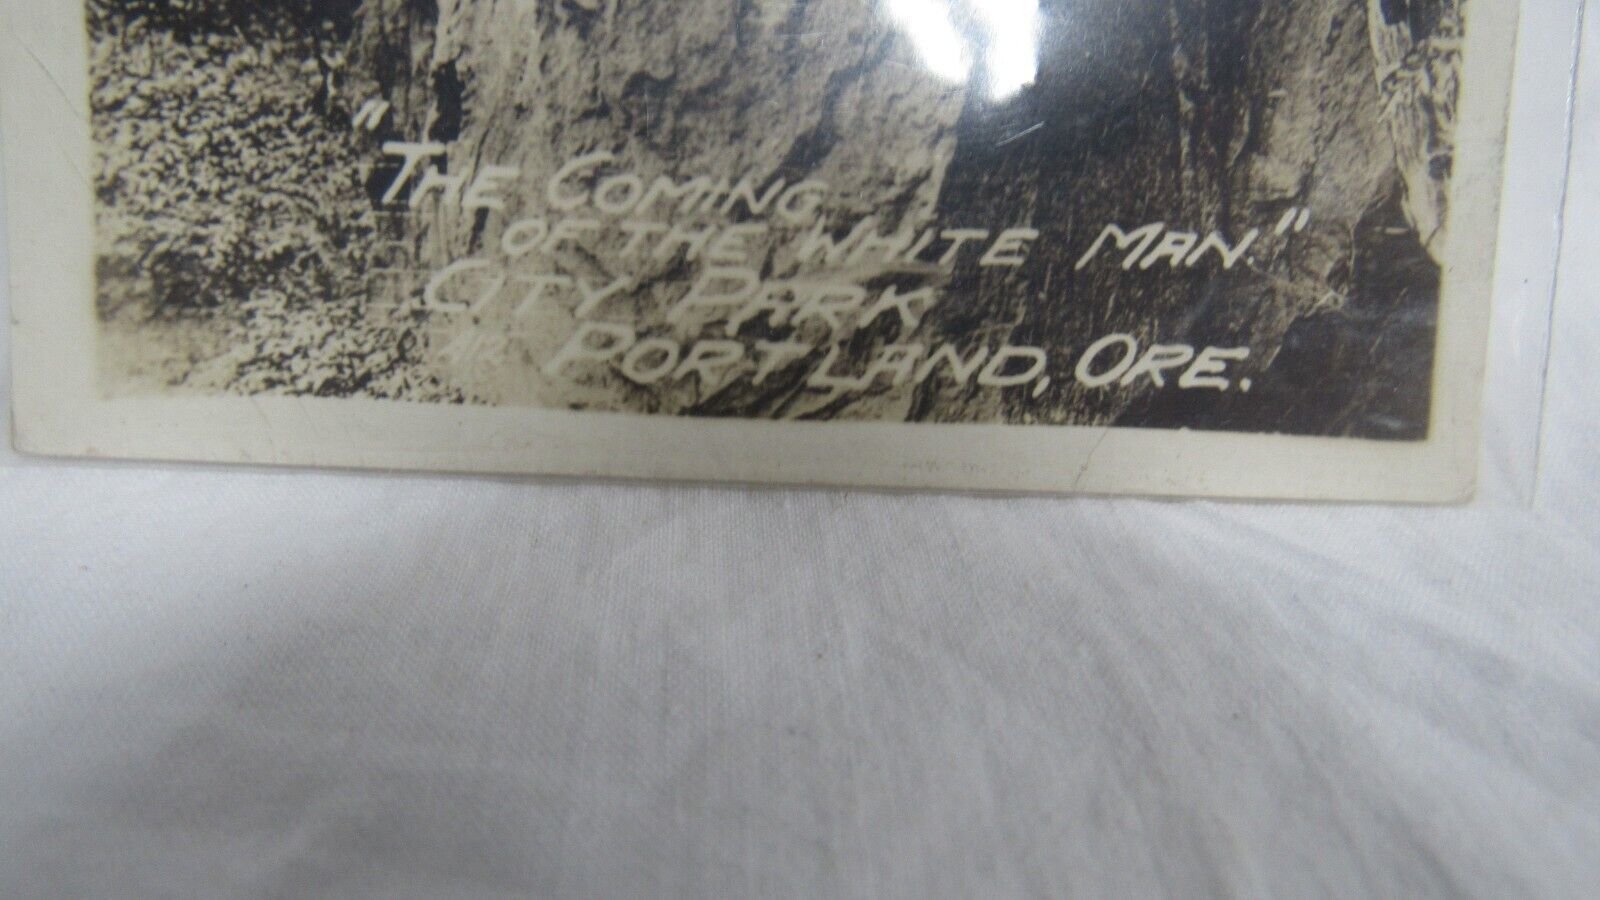 "THE COMING
OF THE WHITE MAN."
CITY PARK
PORTLAND, ORE.